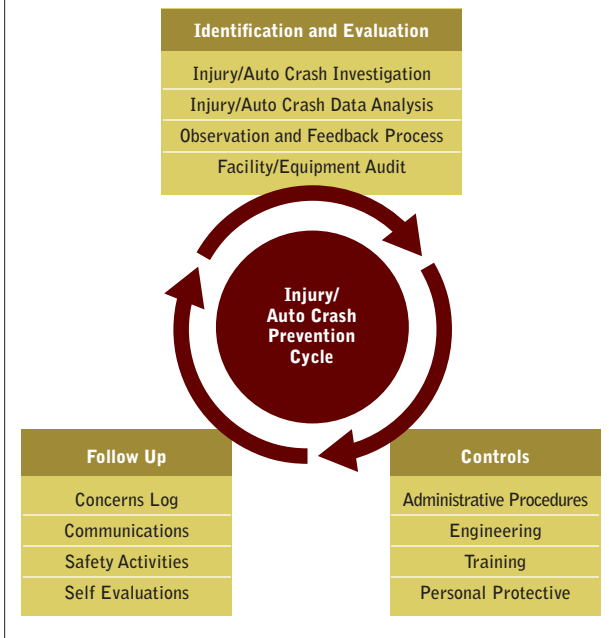 Identification and Evaluation
Injury/Auto Crash Investigation
Injury/Auto Crash Data Analysis
Observation and Feedback Process
Facility/Equipment Audit
Injury/
Auto Crash
Prevention
Cycle
Follow Up
Concerns Log
Communications
Safety Activities
Self Evaluations
Controls
Administrative Procedures
Engineering
Training
Personal Protective